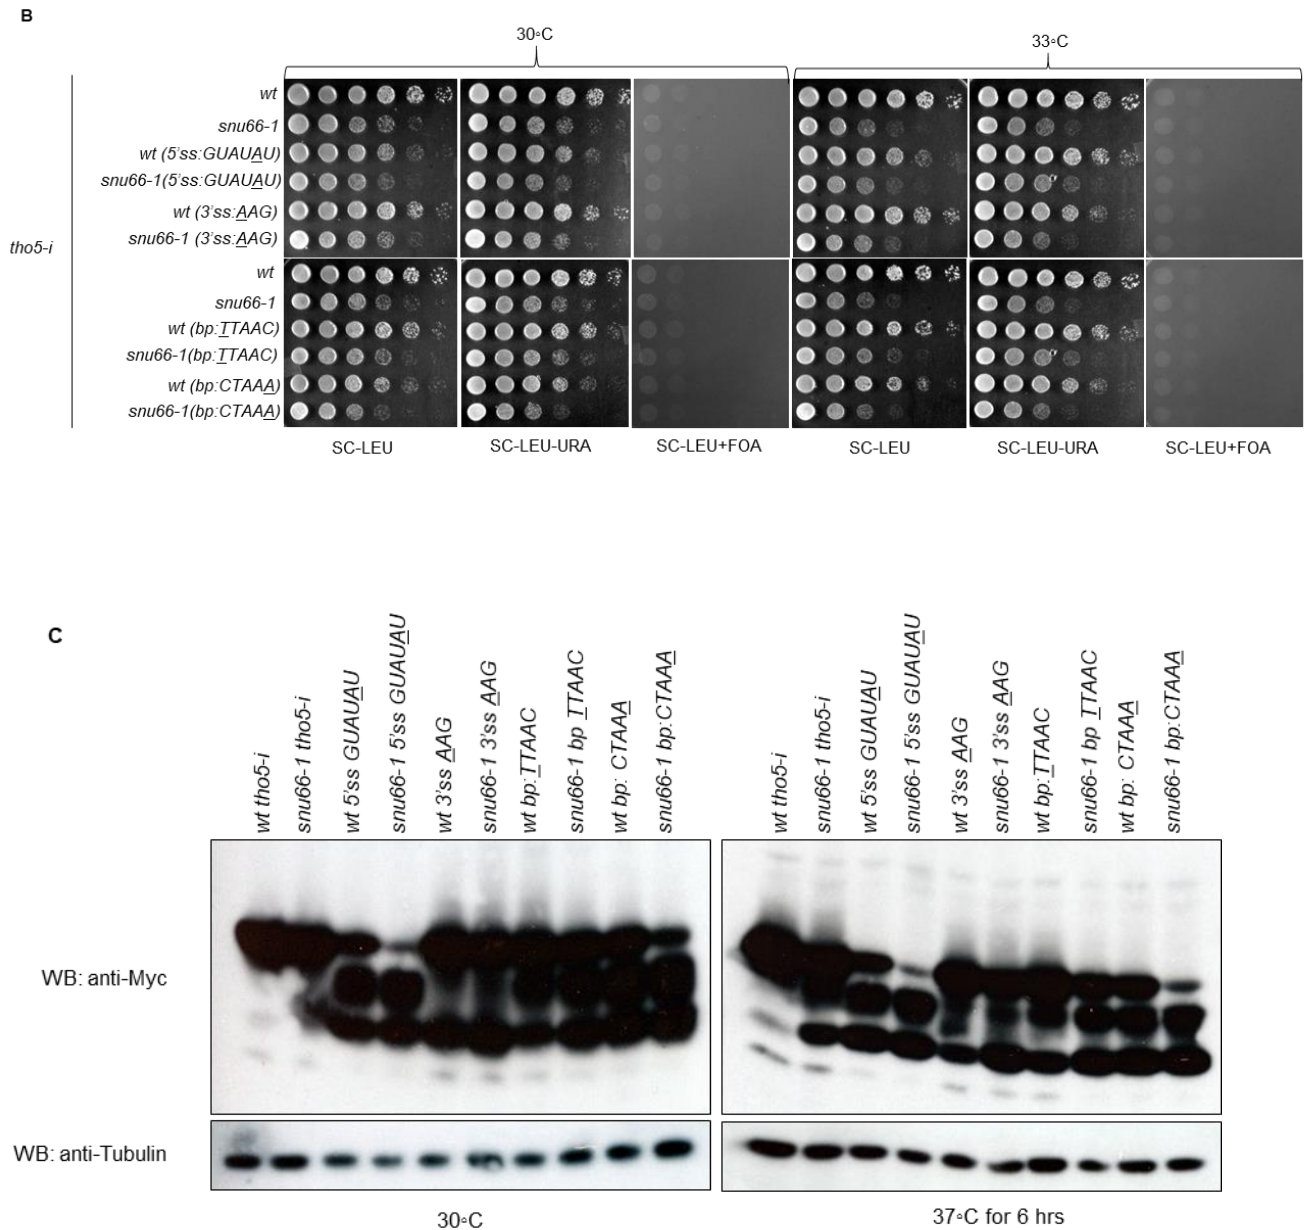 B
30◦C
33◦C
tho5-i
wt
snu66-1
wt (5'ss:GUAUAU)
snu66-1(5'ss:GUAUAU)
wt (3'ss:AAG)
snu66-1 (3'ss:AAG)
wt
snu66-1
wt (bp:TTAAC)
snu66-1(bp:TTAAC)
wt (bp:CTAAA)
snu66-1(bp:CTAAA)
SC-LEU
SC-LEU-URA
SC-LEU+FOA
SC-LEU
SC-LEU-URA
SC-LEU+FOA
C
wt tho5-i
snu66-1 tho5-i
wt 5'ss GUAUAU
snu66-1 5'ss GUAUAU
wt 3'ss AAG
snu66-1 3'ss AAG
wt bp:TTAAC
snu66-1 bp TTAAC
wt bp: CTAAA
snu66-1 bp:CTAAA
wt tho5-i
snu66-1 tho5-i
wt 5'ss GUAUAU
snu66-1 5'ss GUAUAU
wt 3'ss AAG
snu66-1 3'ss AAG
wt bp:TTAAC
snu66-1 bp TTAAC
wt bp: CTAAA
snu66-1 bp:CTAAA
WB: anti-Myc
WB: anti-Tubulin
30◦C
37◦C for 6 hrs